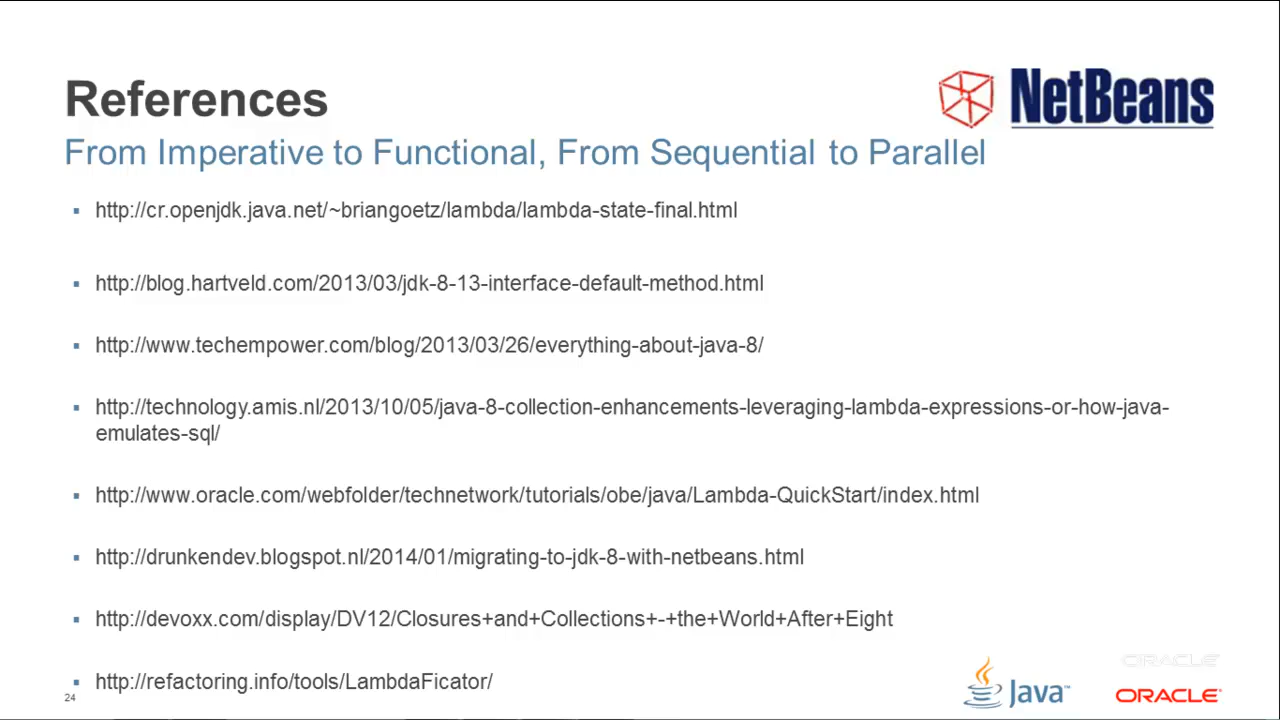 References
NetBeans
From Imperative to Functional, From Sequential to Parallel
▪ http://cr.openjdk.java.net/~briangoetz/lambda/lambda-state-final.html
▪ http://blog.hartveld.com/2013/03/jdk-8-13-interface-default-method.html
▪ http://www.techempower.com/blog/2013/03/26/everything-about-java-8/
▪ http://technology.amis.nl/2013/10/05/java-8-collection-enhancements-leveraging-lambda-expressions-or-how-java-
emulates-sql/
▪ http://www.oracle.com/webfolder/technetwork/tutorials/obe/java/Lambda-QuickStart/index.html
▪ http://drunkendev.blogspot.nl/2014/01/migrating-to-jdk-8-with-netbeans.html
▪ http://devoxx.com/display/DV12/Closures+and+Collections+-+the+World+After+Eight
▪ http://refactoring.info/tools/LambdaFicator/
24
Java™
ORACLE
ORACLE®